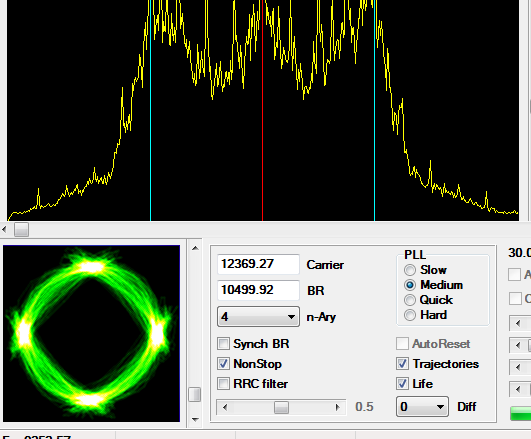 PLL
30.0
12369.27 Carrier
Slow
10499.92 BR
Medium
4 n-Ary
Quick
Hard
Synch BR
AutoReset
NonStop
Trajectories
RRC filter
Life
0.5
0 Diff